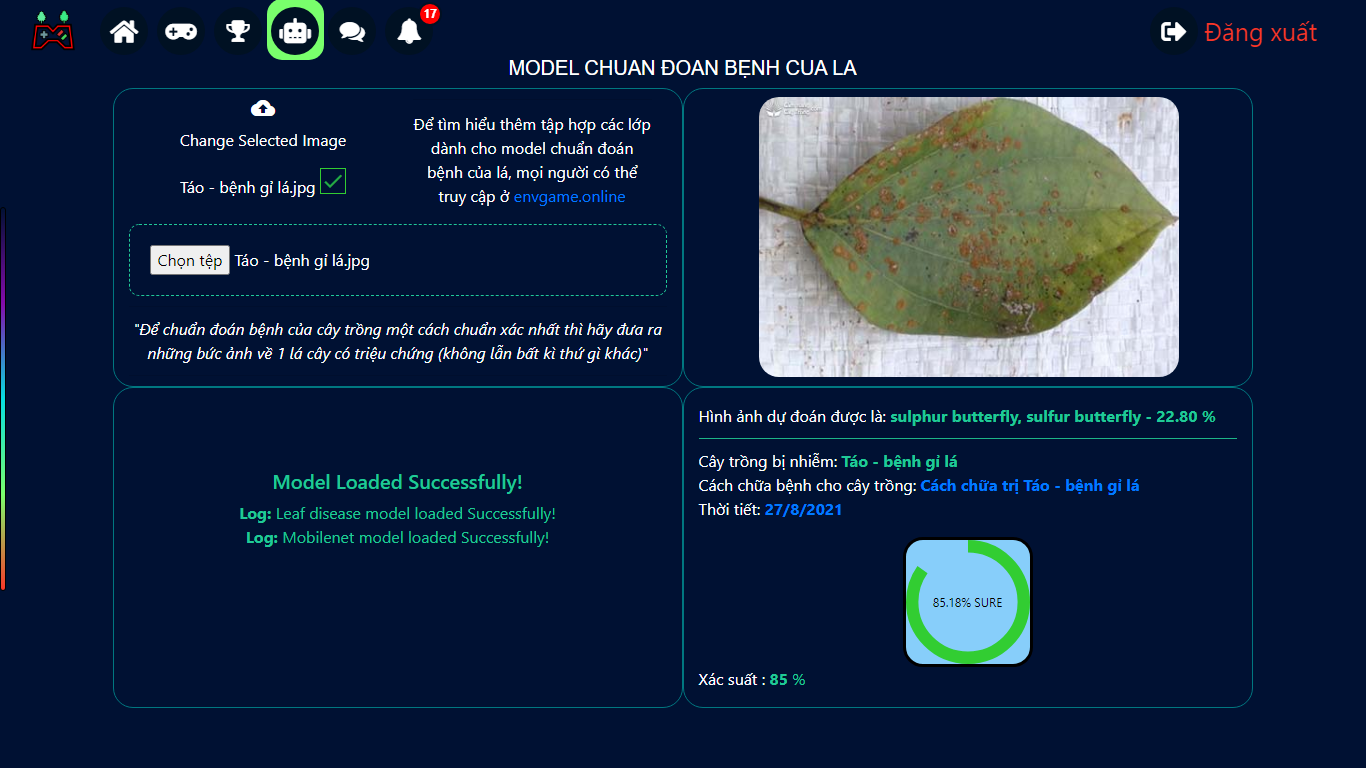 17
Đăng xuất
MODEL CHUAN ĐOAN BỆNH CUA LA
Change Selected Image
Táo - bệnh gỉ lá.jpg
Để tìm hiểu thêm tập hợp các lớp
dành cho model chuẩn đoán
bệnh của lá, mọi người có thể
truy cập ở envgame.online
Chọn tệp Táo - bệnh gỉ lá.jpg
"Để chuẩn đoán bệnh của cây trồng một cách chuẩn xác nhất thì hãy đưa ra
những bức ảnh về 1 lá cây có triệu chứng (không lẫn bất kì thứ gì khác)"
Model Loaded Successfully!
Log: Leaf disease model loaded Successfully!
Log: Mobilenet model loaded Successfully!
Hình ảnh dự đoán được là: sulphur butterfly, sulfur butterfly - 22.80 %
Cây trồng bị nhiễm: Táo - bệnh gỉ lá
Cách chữa bệnh cho cây trồng: Cách chữa trị Táo - bệnh gỉ lá
Thời tiết: 27/8/2021
85.18% SURE
Xác suất : 85 %